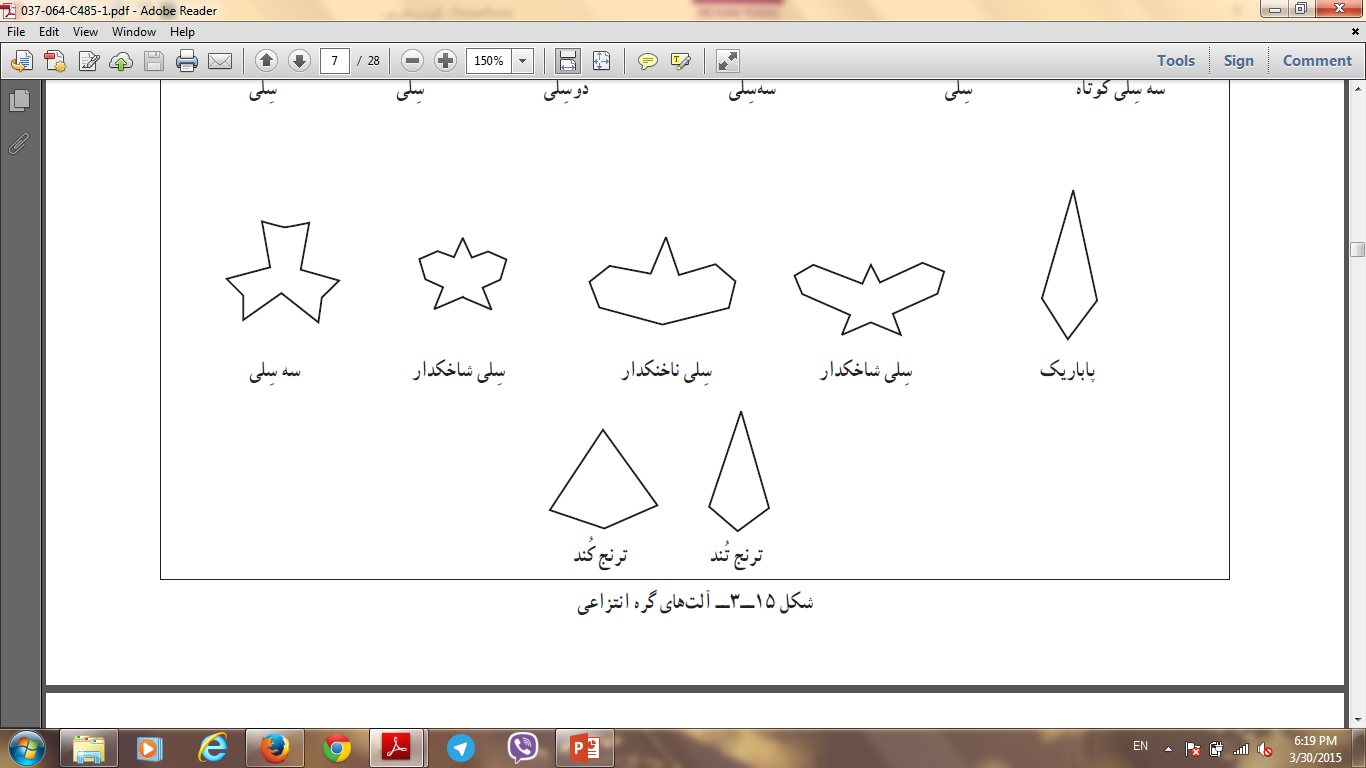 037-064-C485-1.pdf - Adobe Reader
File Edit View Window Help
7 / 28 150% Tools Sign Comment
سه سِلی کوتاه سِلی سه‌سِلی دوسِلی سِلی سِلی
پاباریک سِلی شاخکدار سِلی ناخنکدار سِلی شاخکدار سه سِلی
ترنج تُند ترنج کُند
شکل ۱۵ــ۳ــ آلت‌های گره انتزاعی
EN 6:19 PM
3/30/2015